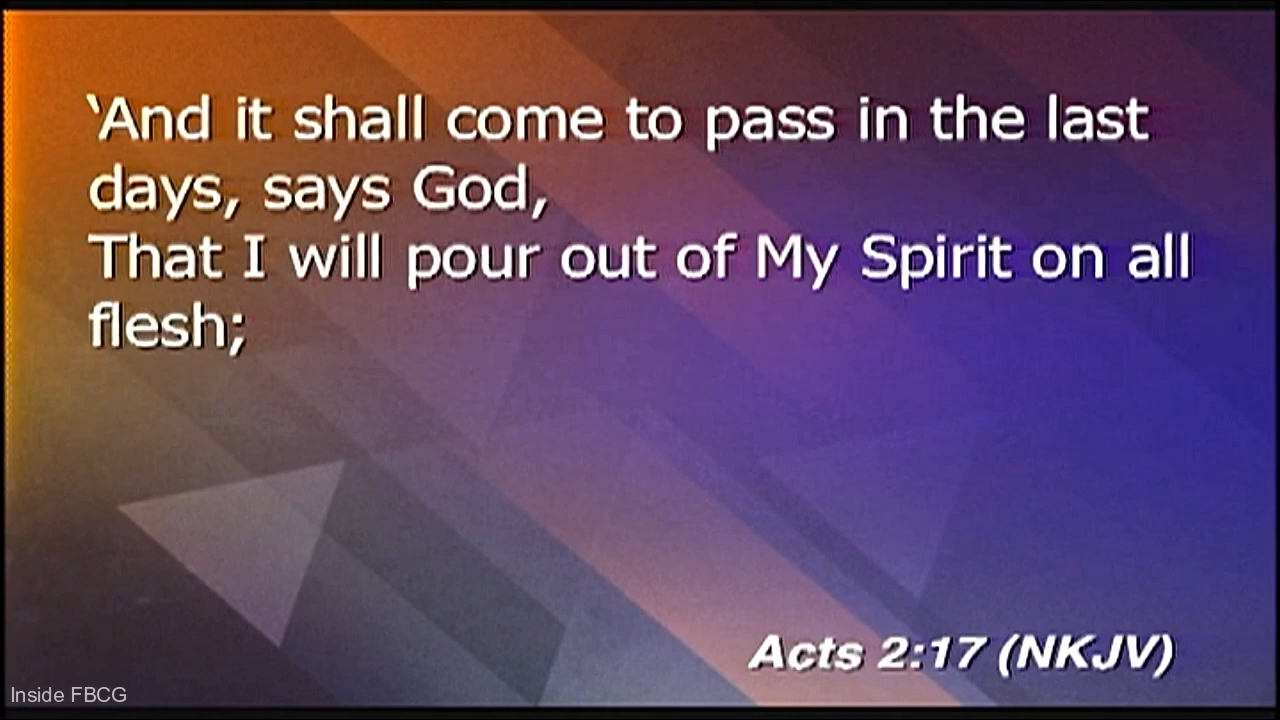 ‘And it shall come to pass in the last
days, says God,
That I will pour out of My Spirit on all
flesh;
Acts 2:17 (NKJV)
Inside FBCG